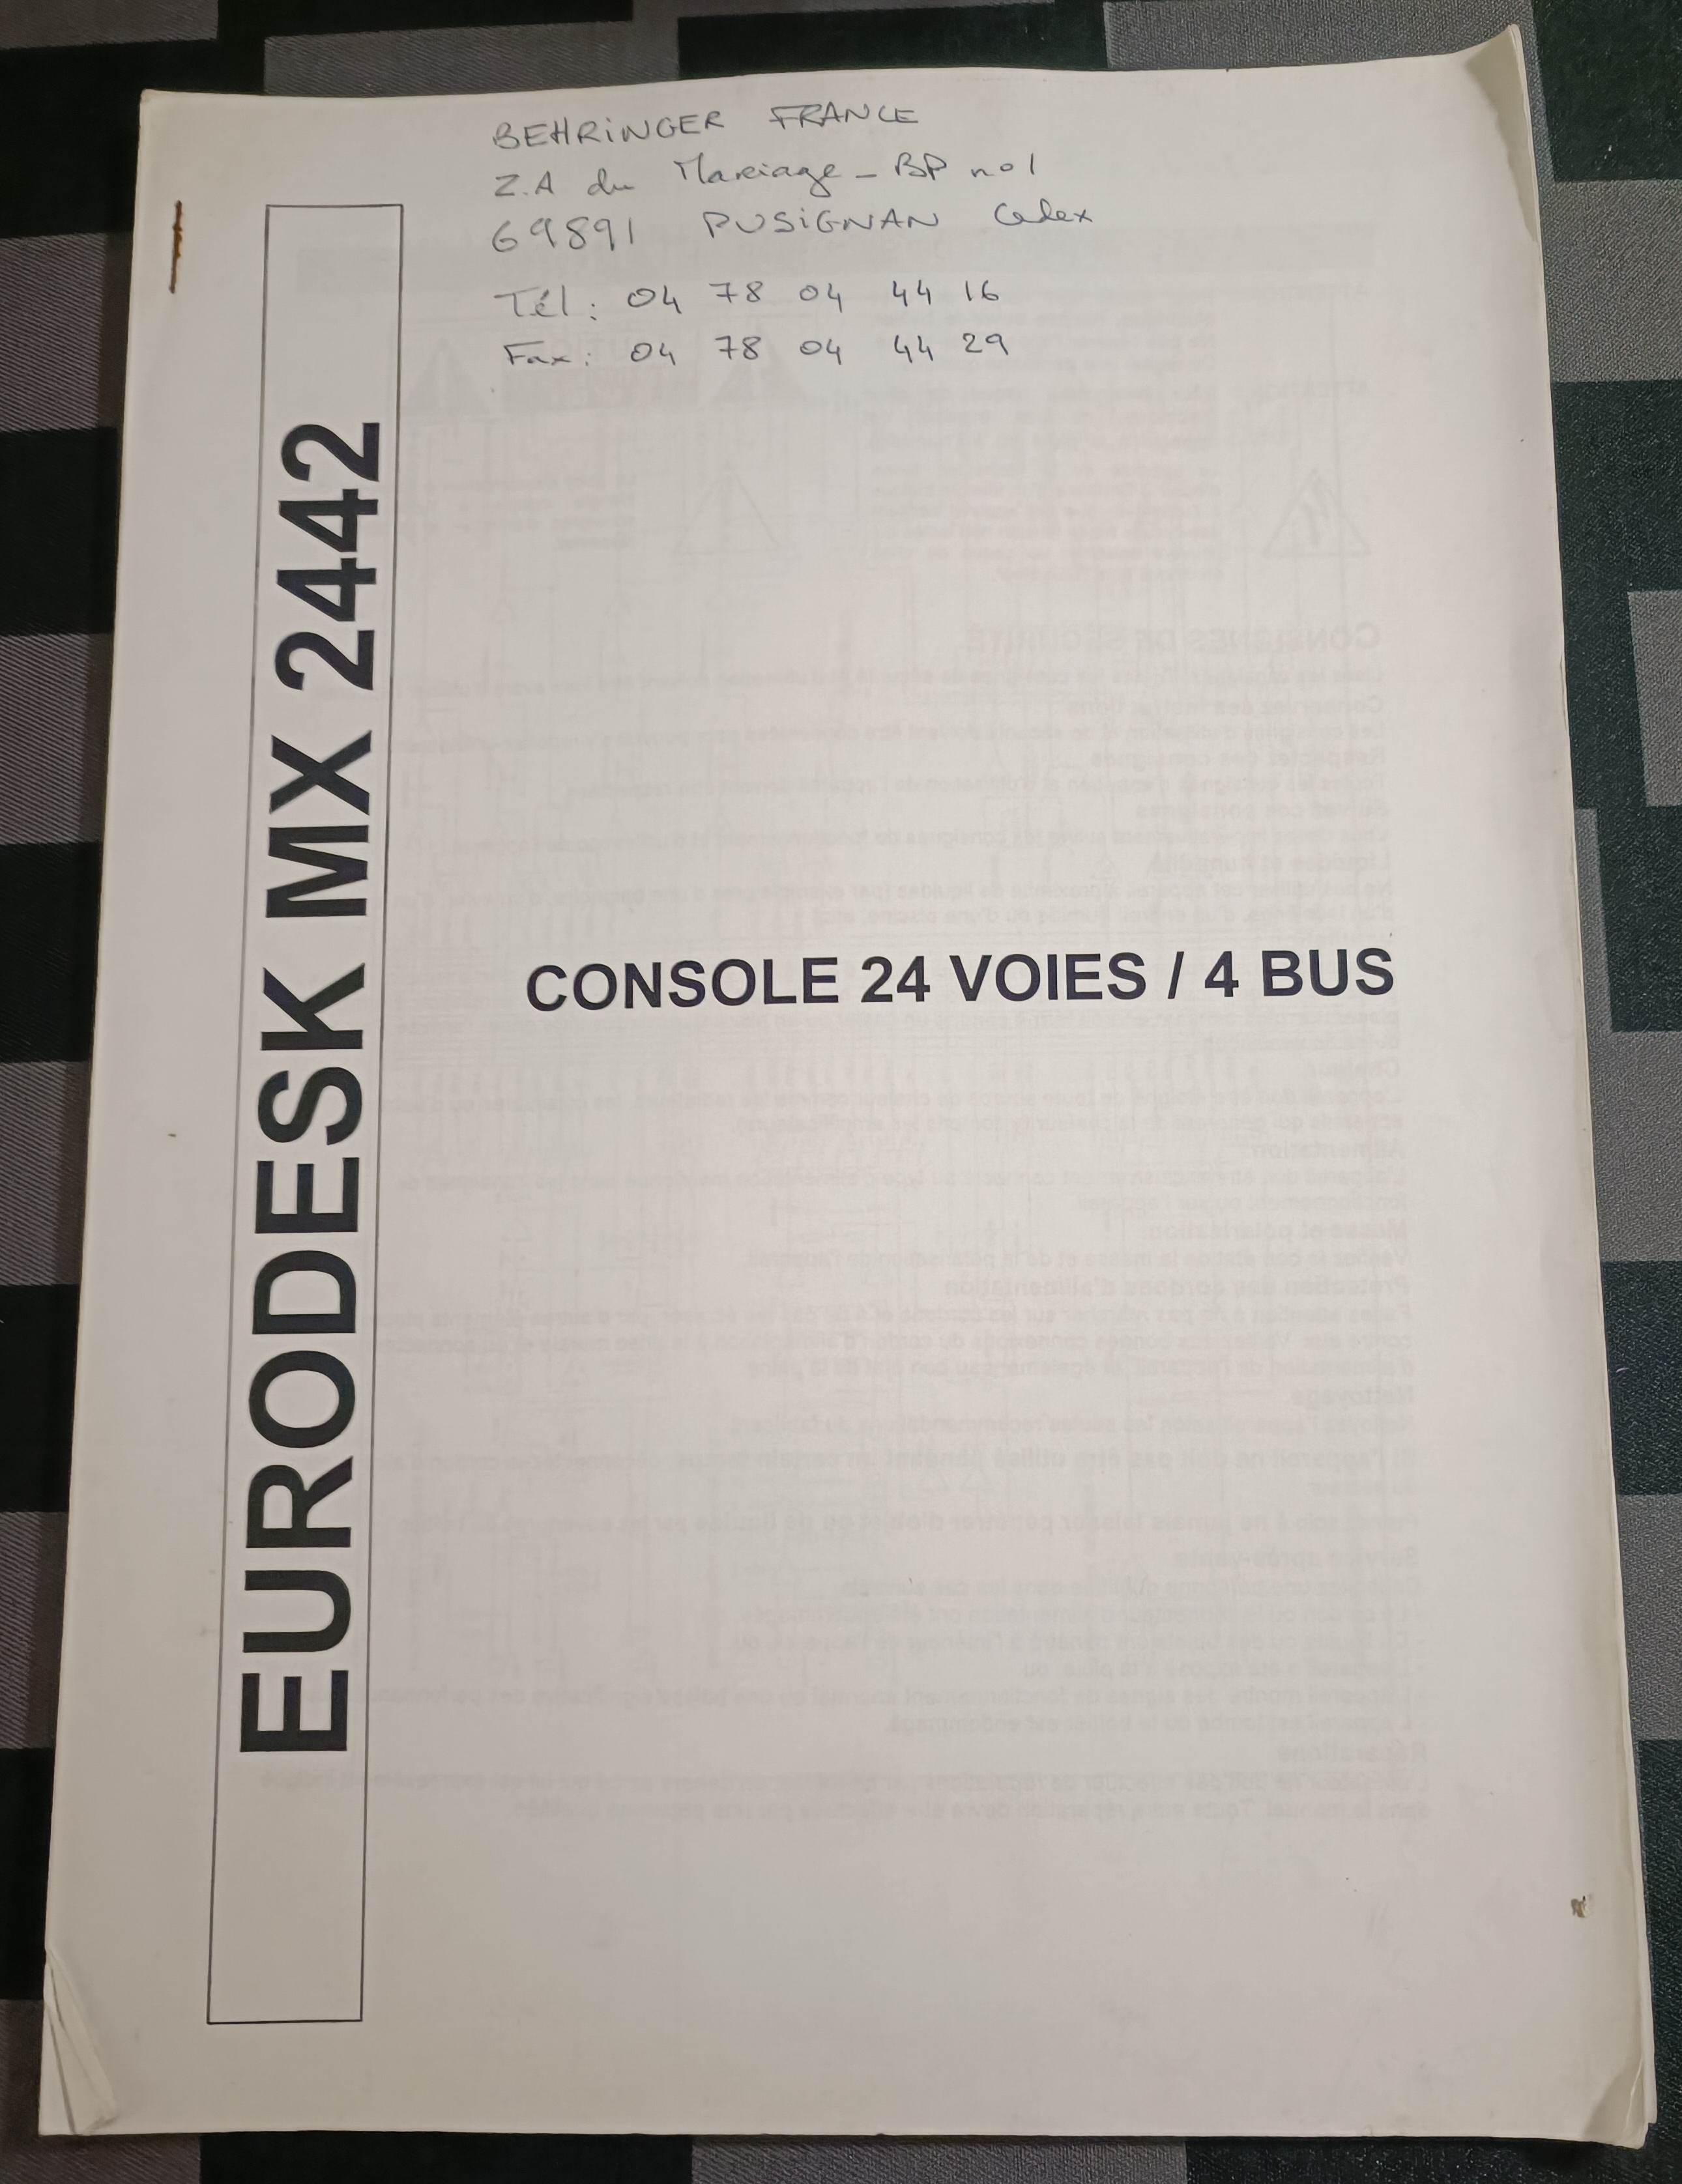 BEHRINGER FRANCE
Z.A du Mariage - BP no1
69891 PUSIGNAN Cedex
Tél: 04 78 04 44 16
Fax: 04 78 04 44 29
EURODESK MX 2442
CONSOLE 24 VOIES / 4 BUS